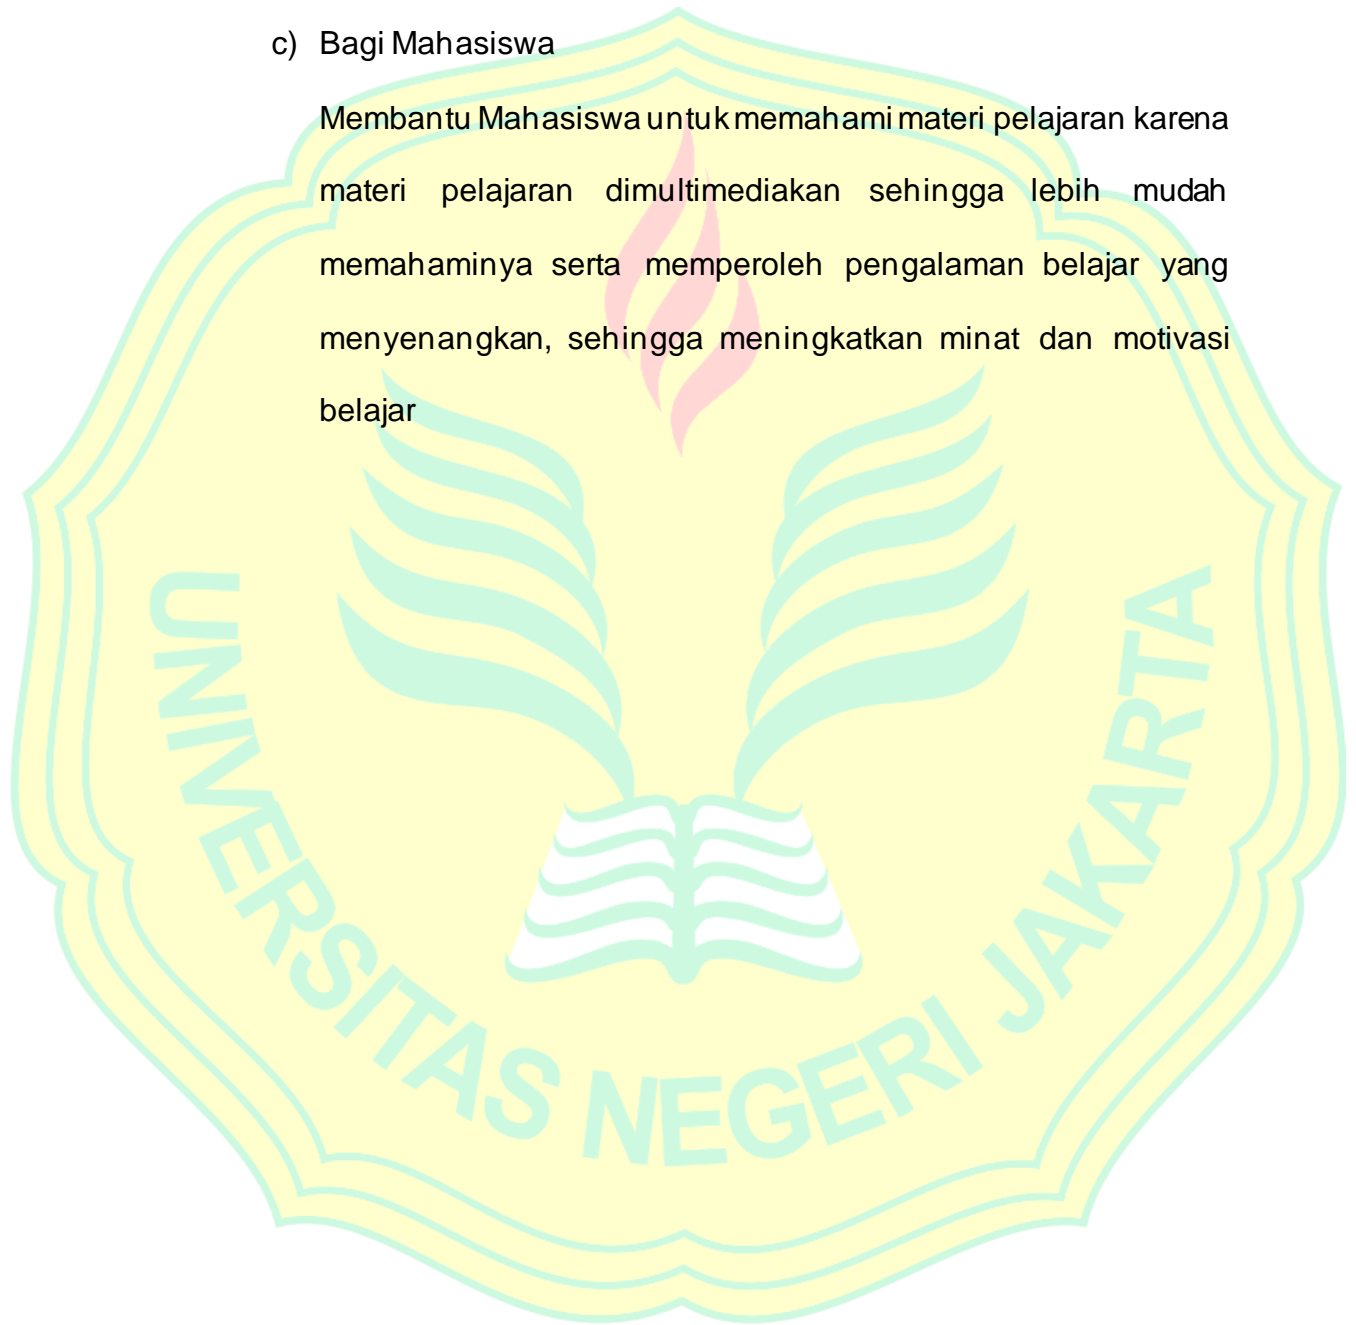 c) Bagi Mahasiswa
Membantu Mahasiswa untuk memahami materi pelajaran karena
materi pelajaran dimultimediakan sehingga lebih mudah
memahaminya serta memperoleh pengalaman belajar yang
menyenangkan, sehingga meningkatkan minat dan motivasi
belajar
UNIVERSITAS NEGERI JAKARTA